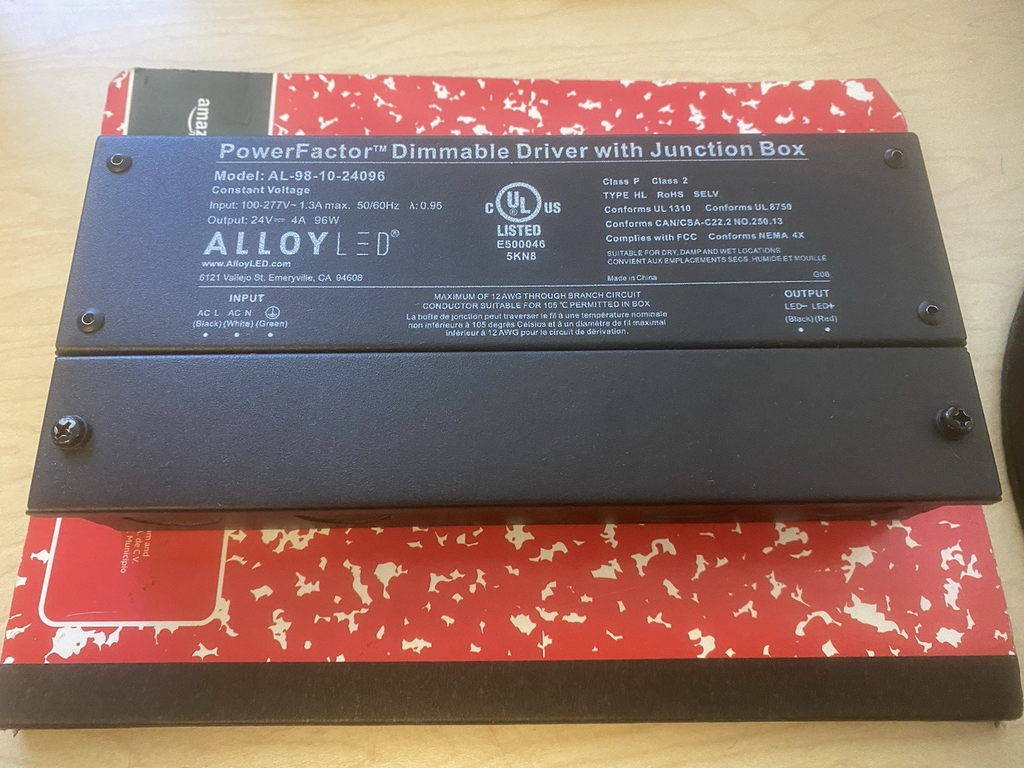 amaz
PowerFactor™ Dimmable Driver with Junction Box
Model: AL-98-10-24096
Constant Voltage
Input: 100-277V~ 1.3A max. 50/60Hz λ: 0.95
Output: 24V⎓ 4A 96W
ALLOYLED®
www.AlloyLED.com
6121 Vallejo St, Emeryville, CA 94608
C UL US
LISTED
E500046
5KN8
Class P Class 2
TYPE HL RoHS SELV
Conforms UL 1310 Conforms UL 8750
Conforms CAN/CSA-C22.2 NO.250.13
Complies with FCC Conforms NEMA 4X
SUITABLE FOR DRY, DAMP AND WET LOCATIONS
CONVIENT AUX EMPLACEMENTS SECS, HUMIDE ET MOUILLÉ
Made in China G08
INPUT
AC L AC N
(Black) (White) (Green)
MAXIMUM OF 12 AWG THROUGH BRANCH CIRCUIT
CONDUCTOR SUITABLE FOR 105 ℃ PERMITTED IN BOX
La boîte de jonction peut traverser le fil à une température nominale
non inférieure à 105 degrés Celsius et à un diamètre de fil maximal
inférieur à 12 AWG pour le circuit de dérivation.
OUTPUT
LED− LED+
(Black) (Red)
om and
de C.V.
Municipio